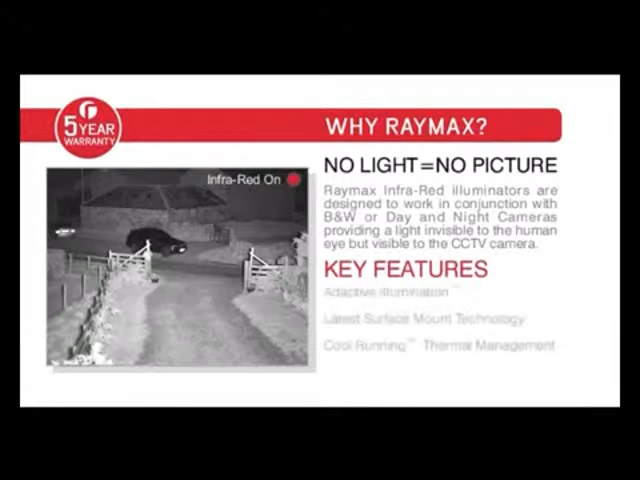 5 YEAR
WARRANTY
WHY RAYMAX?
Infra-Red On
NO LIGHT=NO PICTURE
Raymax Infra-Red illuminators are
designed to work in conjunction with
B&W or Day and Night Cameras
providing a light invisible to the human
eye but visible to the CCTV camera.
KEY FEATURES
Adaptive Illumination™
Latest Surface Mount Technology
Cool Running™ Thermal Management